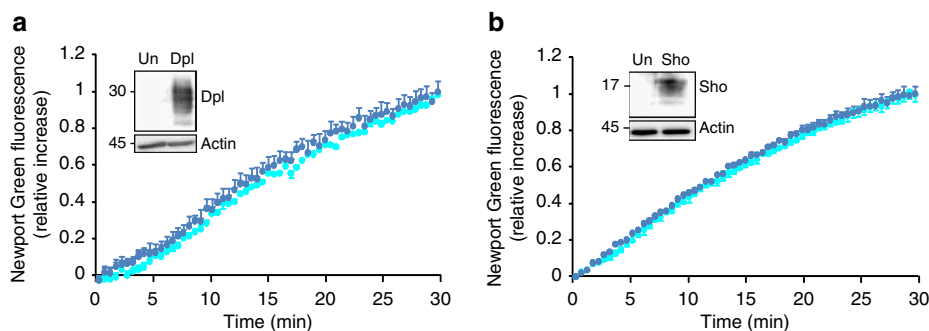 a
Newport Green fluorescence
(relative increase)
1.2
1
0.8
0.6
0.4
0.2
0
0 5 10 15 20 25 30
Time (min)
Un Dpl
30
Dpl
45
Actin
b
Newport Green fluorescence
(relative increase)
1.2
1
0.8
0.6
0.4
0.2
0
0 5 10 15 20 25 30
Time (min)
Un Sho
17
Sho
45
Actin